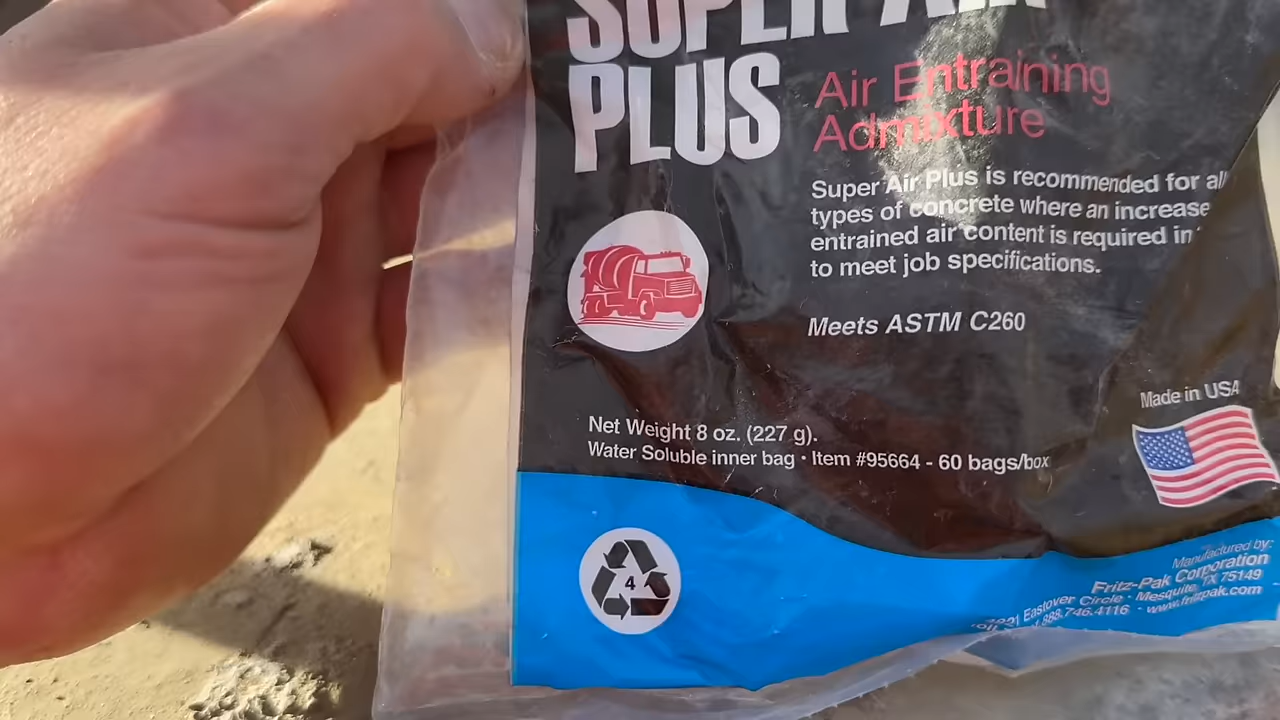 SUPER AIR
PLUS
Air Entraining
Admixture
Super Air Plus is recommended for all
types of concrete where an increase
entrained air content is required in
to meet job specifications.
Meets ASTM C260
Made in USA
Net Weight 8 oz. (227 g).
Water Soluble inner bag • Item #95664 - 60 bags/box
4
Manufactured by:
Fritz-Pak Corporation
Eastover Circle • Mesquite, TX 75149
1.888.746.4116 • www.fritzpak.com